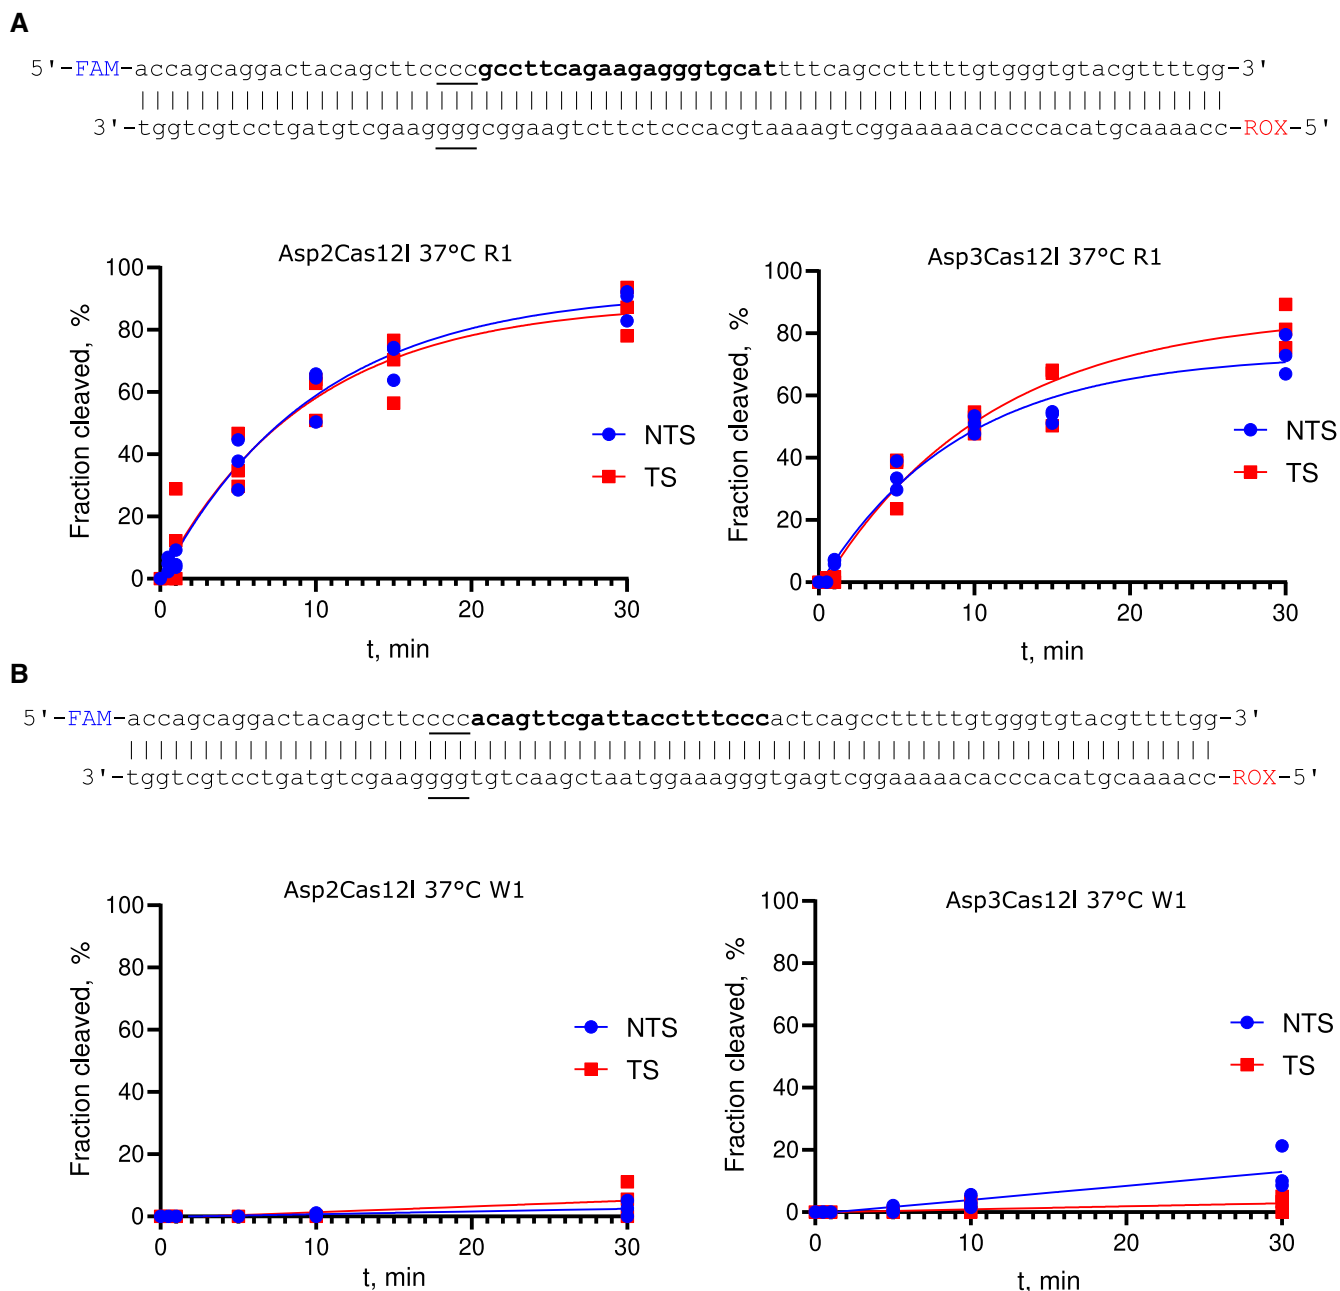 A
5'-FAM-accagcaggactacagcttccccgccttcagaagagggtgcattttcagcctttttgtgggtgtacgttttgg-3'
3'-tggtcgtcctgatgtcgaaggggcggaagtcttctcccacgtaaaagtcggaaaaacacccacatgcaaaacc-ROX-5'
Asp2Cas12l 37°C R1
Fraction cleaved, %
100
80
60
40
20
0
NTS
TS
0 10 20 30
t, min
Asp3Cas12l 37°C R1
Fraction cleaved, %
100
80
60
40
20
0
NTS
TS
0 10 20 30
t, min
B
5'-FAM-accagcaggactacagcttccccacagttcgattacctttcccactcagcctttttgtgggtgtacgttttgg-3'
3'-tggtcgtcctgatgtcgaaggggtgtcaagctaatggaaagggtgagtcggaaaaacacccacatgcaaaacc-ROX-5'
Asp2Cas12l 37°C W1
Fraction cleaved, %
100
80
60
40
20
0
NTS
TS
0 10 20 30
t, min
Asp3Cas12l 37°C W1
Fraction cleaved, %
100
80
60
40
20
0
NTS
TS
0 10 20 30
t, min